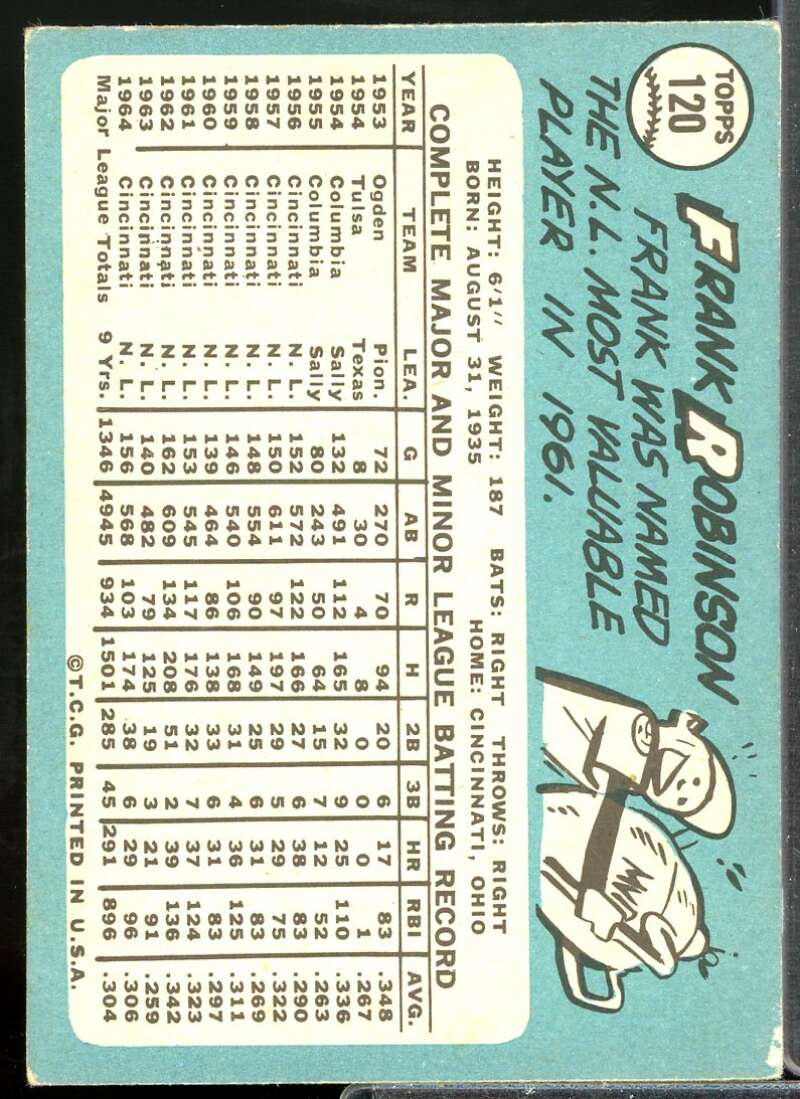 TOPPS
120
FRANK ROBINSON
FRANK WAS NAMED
THE N.L. MOST VALUABLE
PLAYER IN 1961.
MVP
HEIGHT: 6'1" WEIGHT: 187 BATS: RIGHT THROWS: RIGHT
BORN: AUGUST 31, 1935 HOME: CINCINNATI, OHIO
COMPLETE MAJOR AND MINOR LEAGUE BATTING RECORD
YEAR TEAM LEA. G AB R H 2B 3B HR RBI AVG.
1953 Ogden Pion. 72 270 70 94 20 6 17 83 .348
1954 Tulsa Texas 8 30 4 8 0 0 0 1 .267
1954 Columbia Sally 132 491 112 165 32 9 25 110 .336
1955 Columbia Sally 80 243 50 64 15 7 12 52 .263
1956 Cincinnati N. L. 152 572 122 166 27 6 38 83 .290
1957 Cincinnati N. L. 150 611 97 197 29 5 29 75 .322
1958 Cincinnati N. L. 148 554 90 149 25 6 31 83 .269
1959 Cincinnati N. L. 146 540 106 168 31 4 36 125 .311
1960 Cincinnati N. L. 139 464 86 138 33 6 31 83 .297
1961 Cincinnati N. L. 153 545 117 176 32 7 37 124 .323
1962 Cincinnati N. L. 162 609 134 208 51 2 39 136 .342
1963 Cincinnati N. L. 140 482 79 125 19 3 21 91 .259
1964 Cincinnati N. L. 156 568 103 174 38 6 29 96 .306
Major League Totals 9 Yrs. 1346 4945 934 1501 285 45 291 896 .304
©T.C.G. PRINTED IN U.S.A.